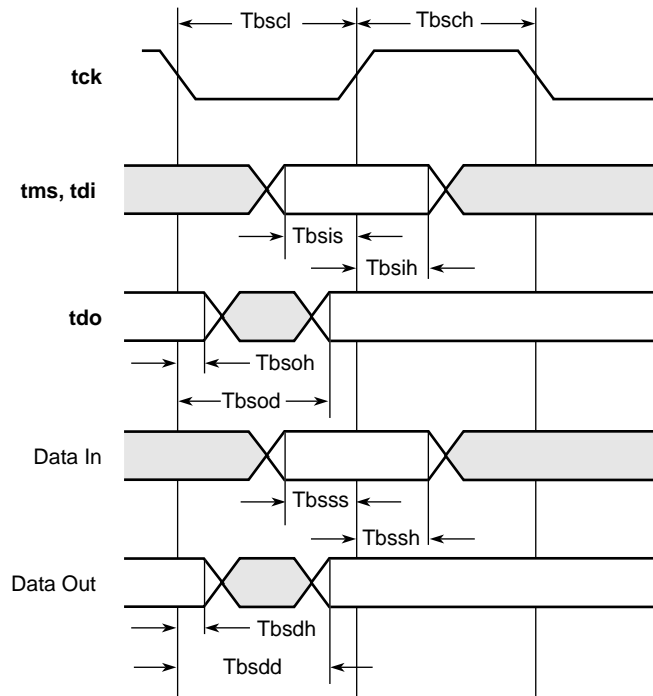 Tbscl
Tbsch
tck
tms, tdi
Tbsis
Tbsih
tdo
Tbsoh
Tbsod
Data In
Tbsss
Tbssh
Data Out
Tbsdh
Tbsdd